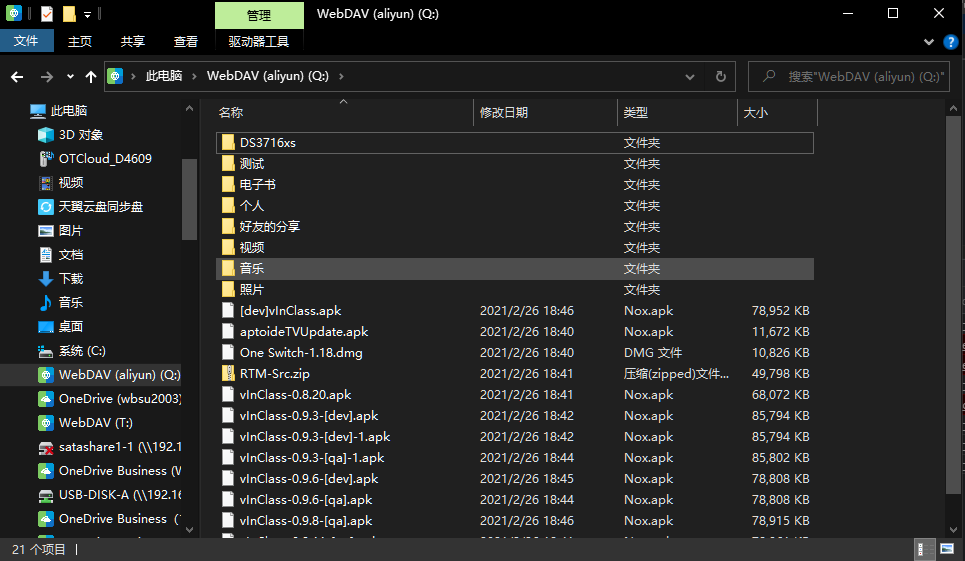 管理 WebDAV (aliyun) (Q:)
文件 主页 共享 查看 驱动器工具
此电脑 WebDAV (aliyun) (Q:) 搜索"WebDAV (aliyun) (Q:)"
此电脑
3D 对象
OTCloud_D4609
视频
天翼云盘同步盘
图片
文档
下载
音乐
桌面
系统 (C:)
WebDAV (aliyun) (Q:)
OneDrive (wbsu2003)
WebDAV (T:)
satashare1-1 (\\192.1
OneDrive Business (W
USB-DISK-A (\\192.16
OneDrive Business
名称 修改日期 类型 大小
DS3716xs 文件夹
测试 文件夹
电子书 文件夹
个人 文件夹
好友的分享 文件夹
视频 文件夹
音乐 文件夹
照片 文件夹
[dev]vInClass.apk 2021/2/26 18:46 Nox.apk 78,952 KB
aptoideTVUpdate.apk 2021/2/26 18:40 Nox.apk 11,672 KB
One Switch-1.18.dmg 2021/2/26 18:40 DMG 文件 10,826 KB
RTM-Src.zip 2021/2/26 18:41 压缩(zipped)文件... 49,798 KB
vInClass-0.8.20.apk 2021/2/26 18:41 Nox.apk 68,072 KB
vInClass-0.9.3-[dev].apk 2021/2/26 18:42 Nox.apk 85,794 KB
vInClass-0.9.3-[dev]-1.apk 2021/2/26 18:42 Nox.apk 85,794 KB
vInClass-0.9.3-[qa]-1.apk 2021/2/26 18:44 Nox.apk 85,802 KB
vInClass-0.9.6-[dev].apk 2021/2/26 18:45 Nox.apk 78,808 KB
vInClass-0.9.6-[qa].apk 2021/2/26 18:44 Nox.apk 78,808 KB
vInClass-0.9.8-[qa].apk 2021/2/26 18:46 Nox.apk 78,915 KB
21 个项目